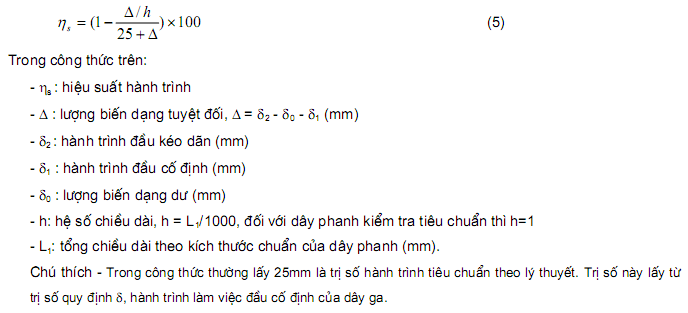 ηs = (1 − (Δ / h)/(25 + Δ)) × 100 (5)
Trong công thức trên:
- ηs : hiệu suất hành trình
- Δ : lượng biến dạng tuyệt đối, Δ = δ2 - δ0 - δ1 (mm)
- δ2 : hành trình đầu kéo dãn (mm)
- δ1 : hành trình đầu cố định (mm)
- δ0 : lượng biến dạng dư (mm)
- h: hệ số chiều dài, h = L1/1000, đối với dây phanh kiểm tra tiêu chuẩn thì h=1
- L1: tổng chiều dài theo kích thước chuẩn của dây phanh (mm).
Chú thích - Trong công thức thường lấy 25mm là trị số hành trình tiêu chuẩn theo lý thuyết. Trị số này lấy từ
trị số quy định δ, hành trình làm việc đầu cố định của dây ga.